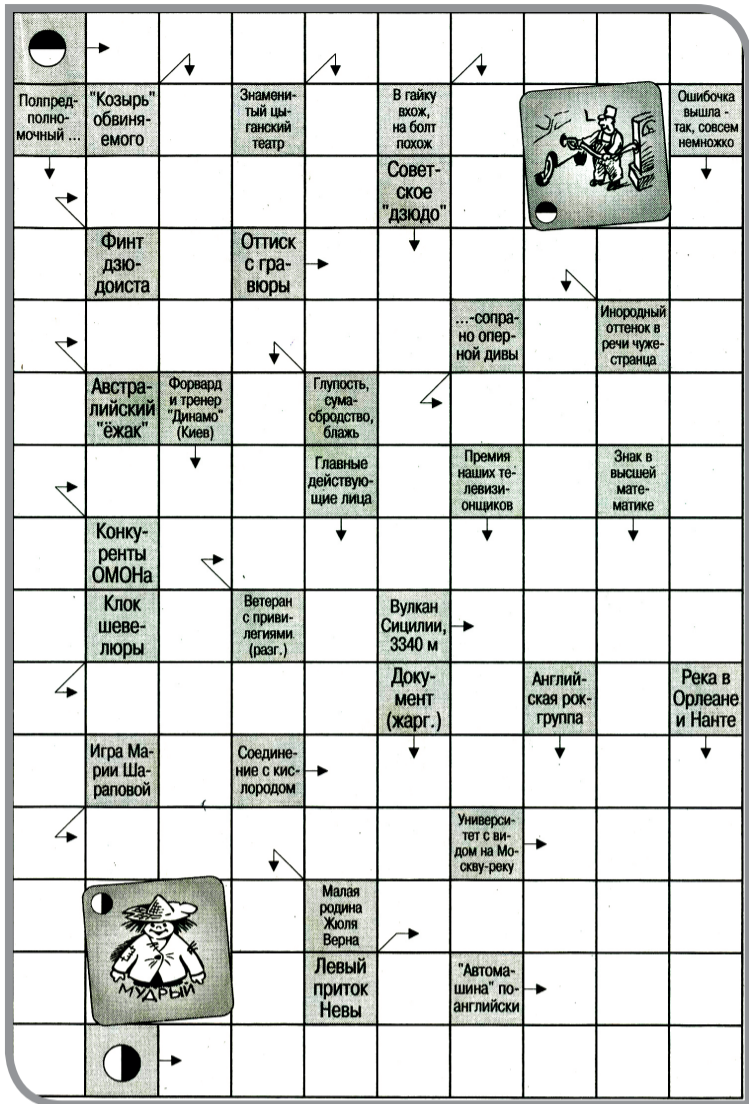 Полпред-
полно-
мочный ...
"Козырь"
обвиня-
емого
Знамени-
тый цы-
ганский
театр
В гайку
вхож,
на болт
похож
Ошибочка
вышла -
так, совсем
немножко
Совет-
ское
"дзюдо"
Финт
дзю-
доиста
Оттиск
с гра-
вюры
...-сопра-
но опер-
ной дивы
Инородный
оттенок в
речи чуже-
странца
Австра-
лийский
"ёжак"
Форвард
и тренер
"Динамо"
(Киев)
Глупость,
сума-
сбродство,
блажь
Главные
действую-
щие лица
Премия
наших те-
левизи-
онщиков
Знак в
высшей
мате-
матике
Конку-
ренты
ОМОНа
Клок
шеве-
люры
Ветеран
с приви-
легиями
(разг.)
Вулкан
Сицилии,
3340 м
Доку-
мент
(жарг.)
Англий-
ская рок-
группа
Река в
Орлеане
и Нанте
Игра Ма-
рии Ша-
раповой
Соедине-
ние с кис-
лородом
Универси-
тет с ви-
дом на Мо-
скву-реку
Малая
родина
Жюля
Верна
МУДРЫЙ
Левый
приток
Невы
"Автома-
шина" по-
английски